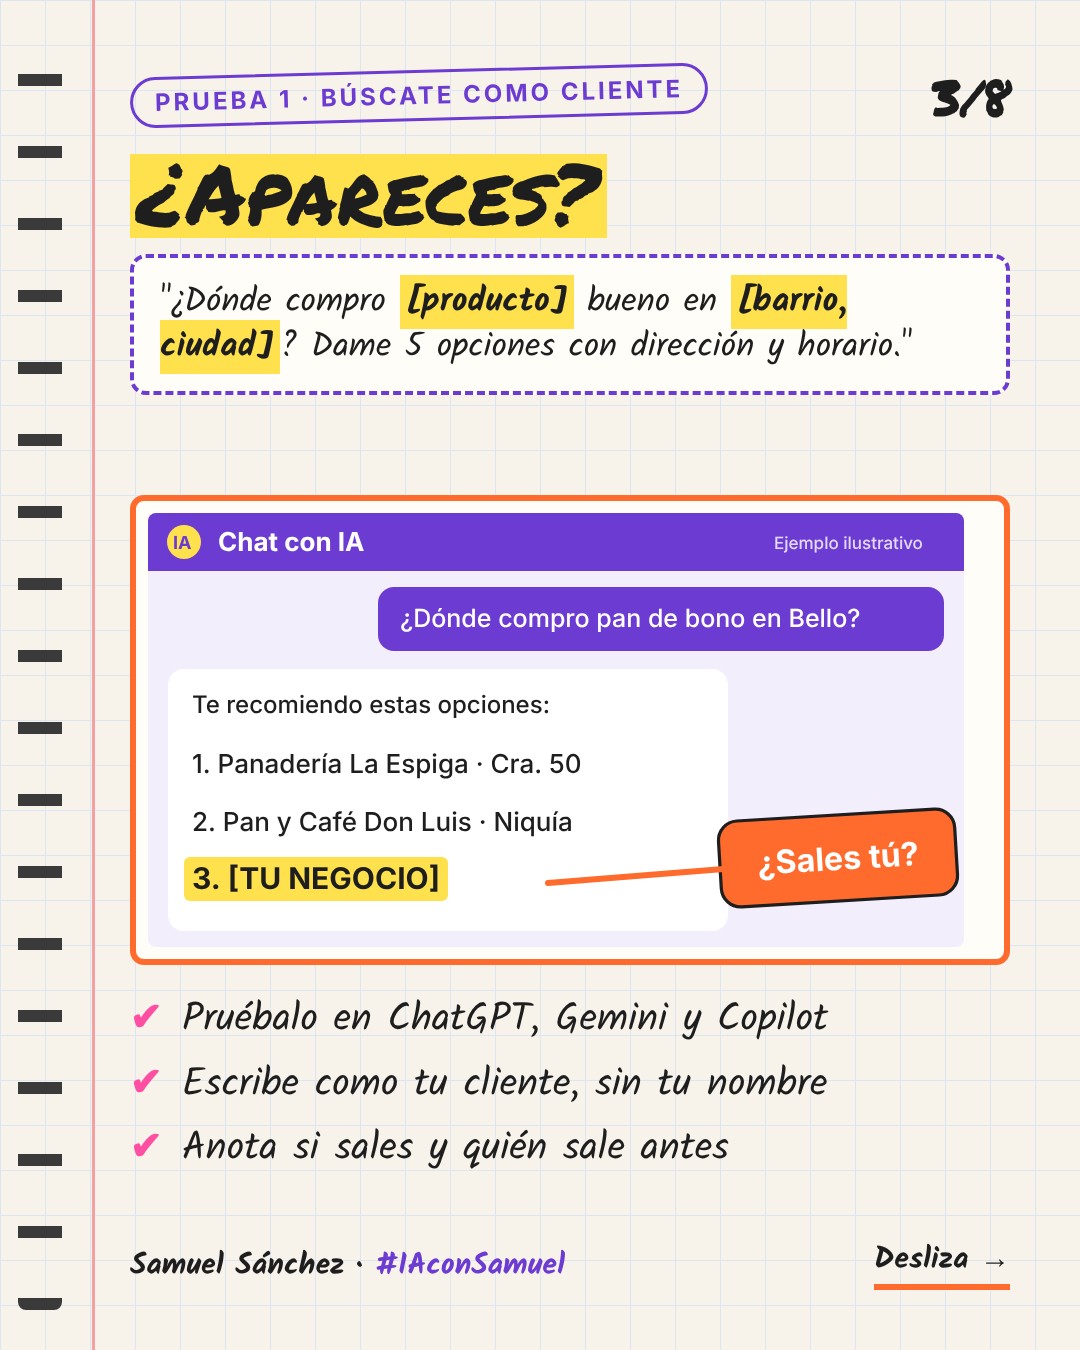 PRUEBA 1 · BÚSCATE COMO CLIENTE
3/8
¿APARECES?
"¿Dónde compro [producto] bueno en [barrio,
ciudad]? Dame 5 opciones con dirección y horario."
IA Chat con IA
Ejemplo ilustrativo
¿Dónde compro pan de bono en Bello?
Te recomiendo estas opciones:
1. Panadería La Espiga · Cra. 50
2. Pan y Café Don Luis · Niquía
3. [TU NEGOCIO]
¿Sales tú?
✔ Pruébalo en ChatGPT, Gemini y Copilot
✔ Escribe como tu cliente, sin tu nombre
✔ Anota si sales y quién sale antes
Samuel Sánchez · #IAconSamuel
Desliza →